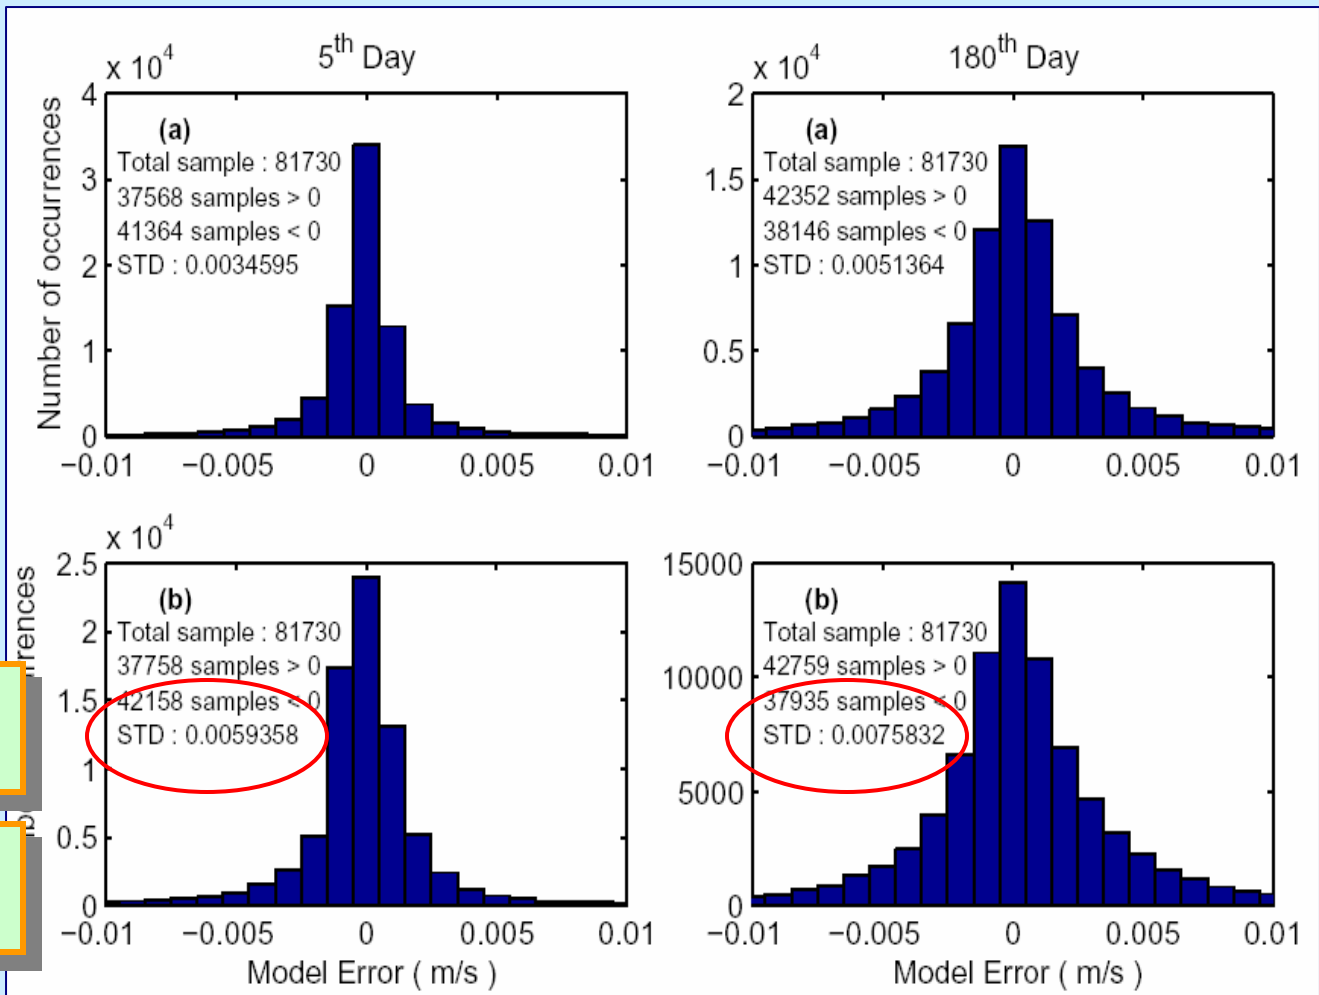 5th Day
x 10^4
4
3
2
1
0
Number of occurrences
(a)
Total sample : 81730
37568 samples > 0
41364 samples < 0
STD : 0.0034595
−0.01 −0.005 0 0.005 0.01
180th Day
x 10^4
2
1.5
1
0.5
0
(a)
Total sample : 81730
42352 samples > 0
38146 samples < 0
STD : 0.0051364
−0.01 −0.005 0 0.005 0.01
x 10^4
2.5
2
1.5
1
0.5
0
(b)
Total sample : 81730
37758 samples > 0
42158 samples < 0
STD : 0.0059358
−0.01 −0.005 0 0.005 0.01
Model Error ( m/s )
15000
10000
5000
0
(b)
Total sample : 81730
42759 samples > 0
37935 samples < 0
STD : 0.0075832
−0.01 −0.005 0 0.005 0.01
Model Error ( m/s )